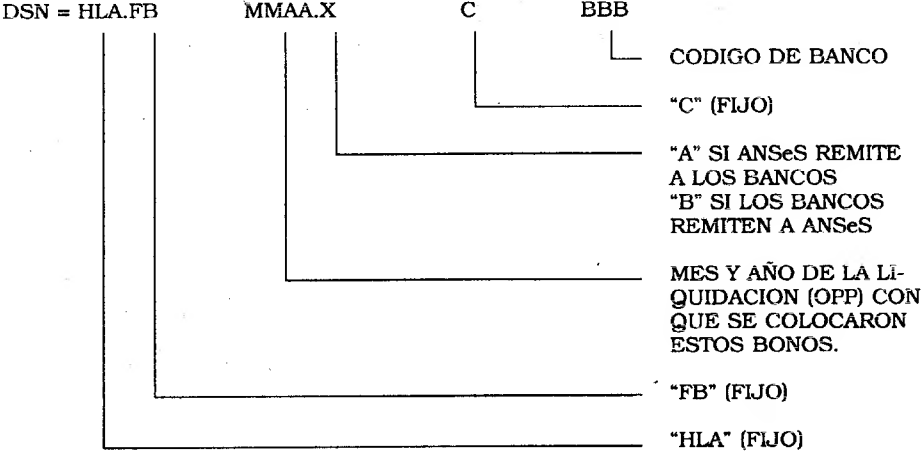 DSN = HLA.FB MMAA.X C BBB
CODIGO DE BANCO
"C" (FIJO)
"A" SI ANSeS REMITE
A LOS BANCOS
"B" SI LOS BANCOS
REMITEN A ANSeS
MES Y AÑO DE LA LI-
QUIDACION (OPP) CON
QUE SE COLOCARON
ESTOS BONOS.
"FB" (FIJO)
"HLA" (FIJO)